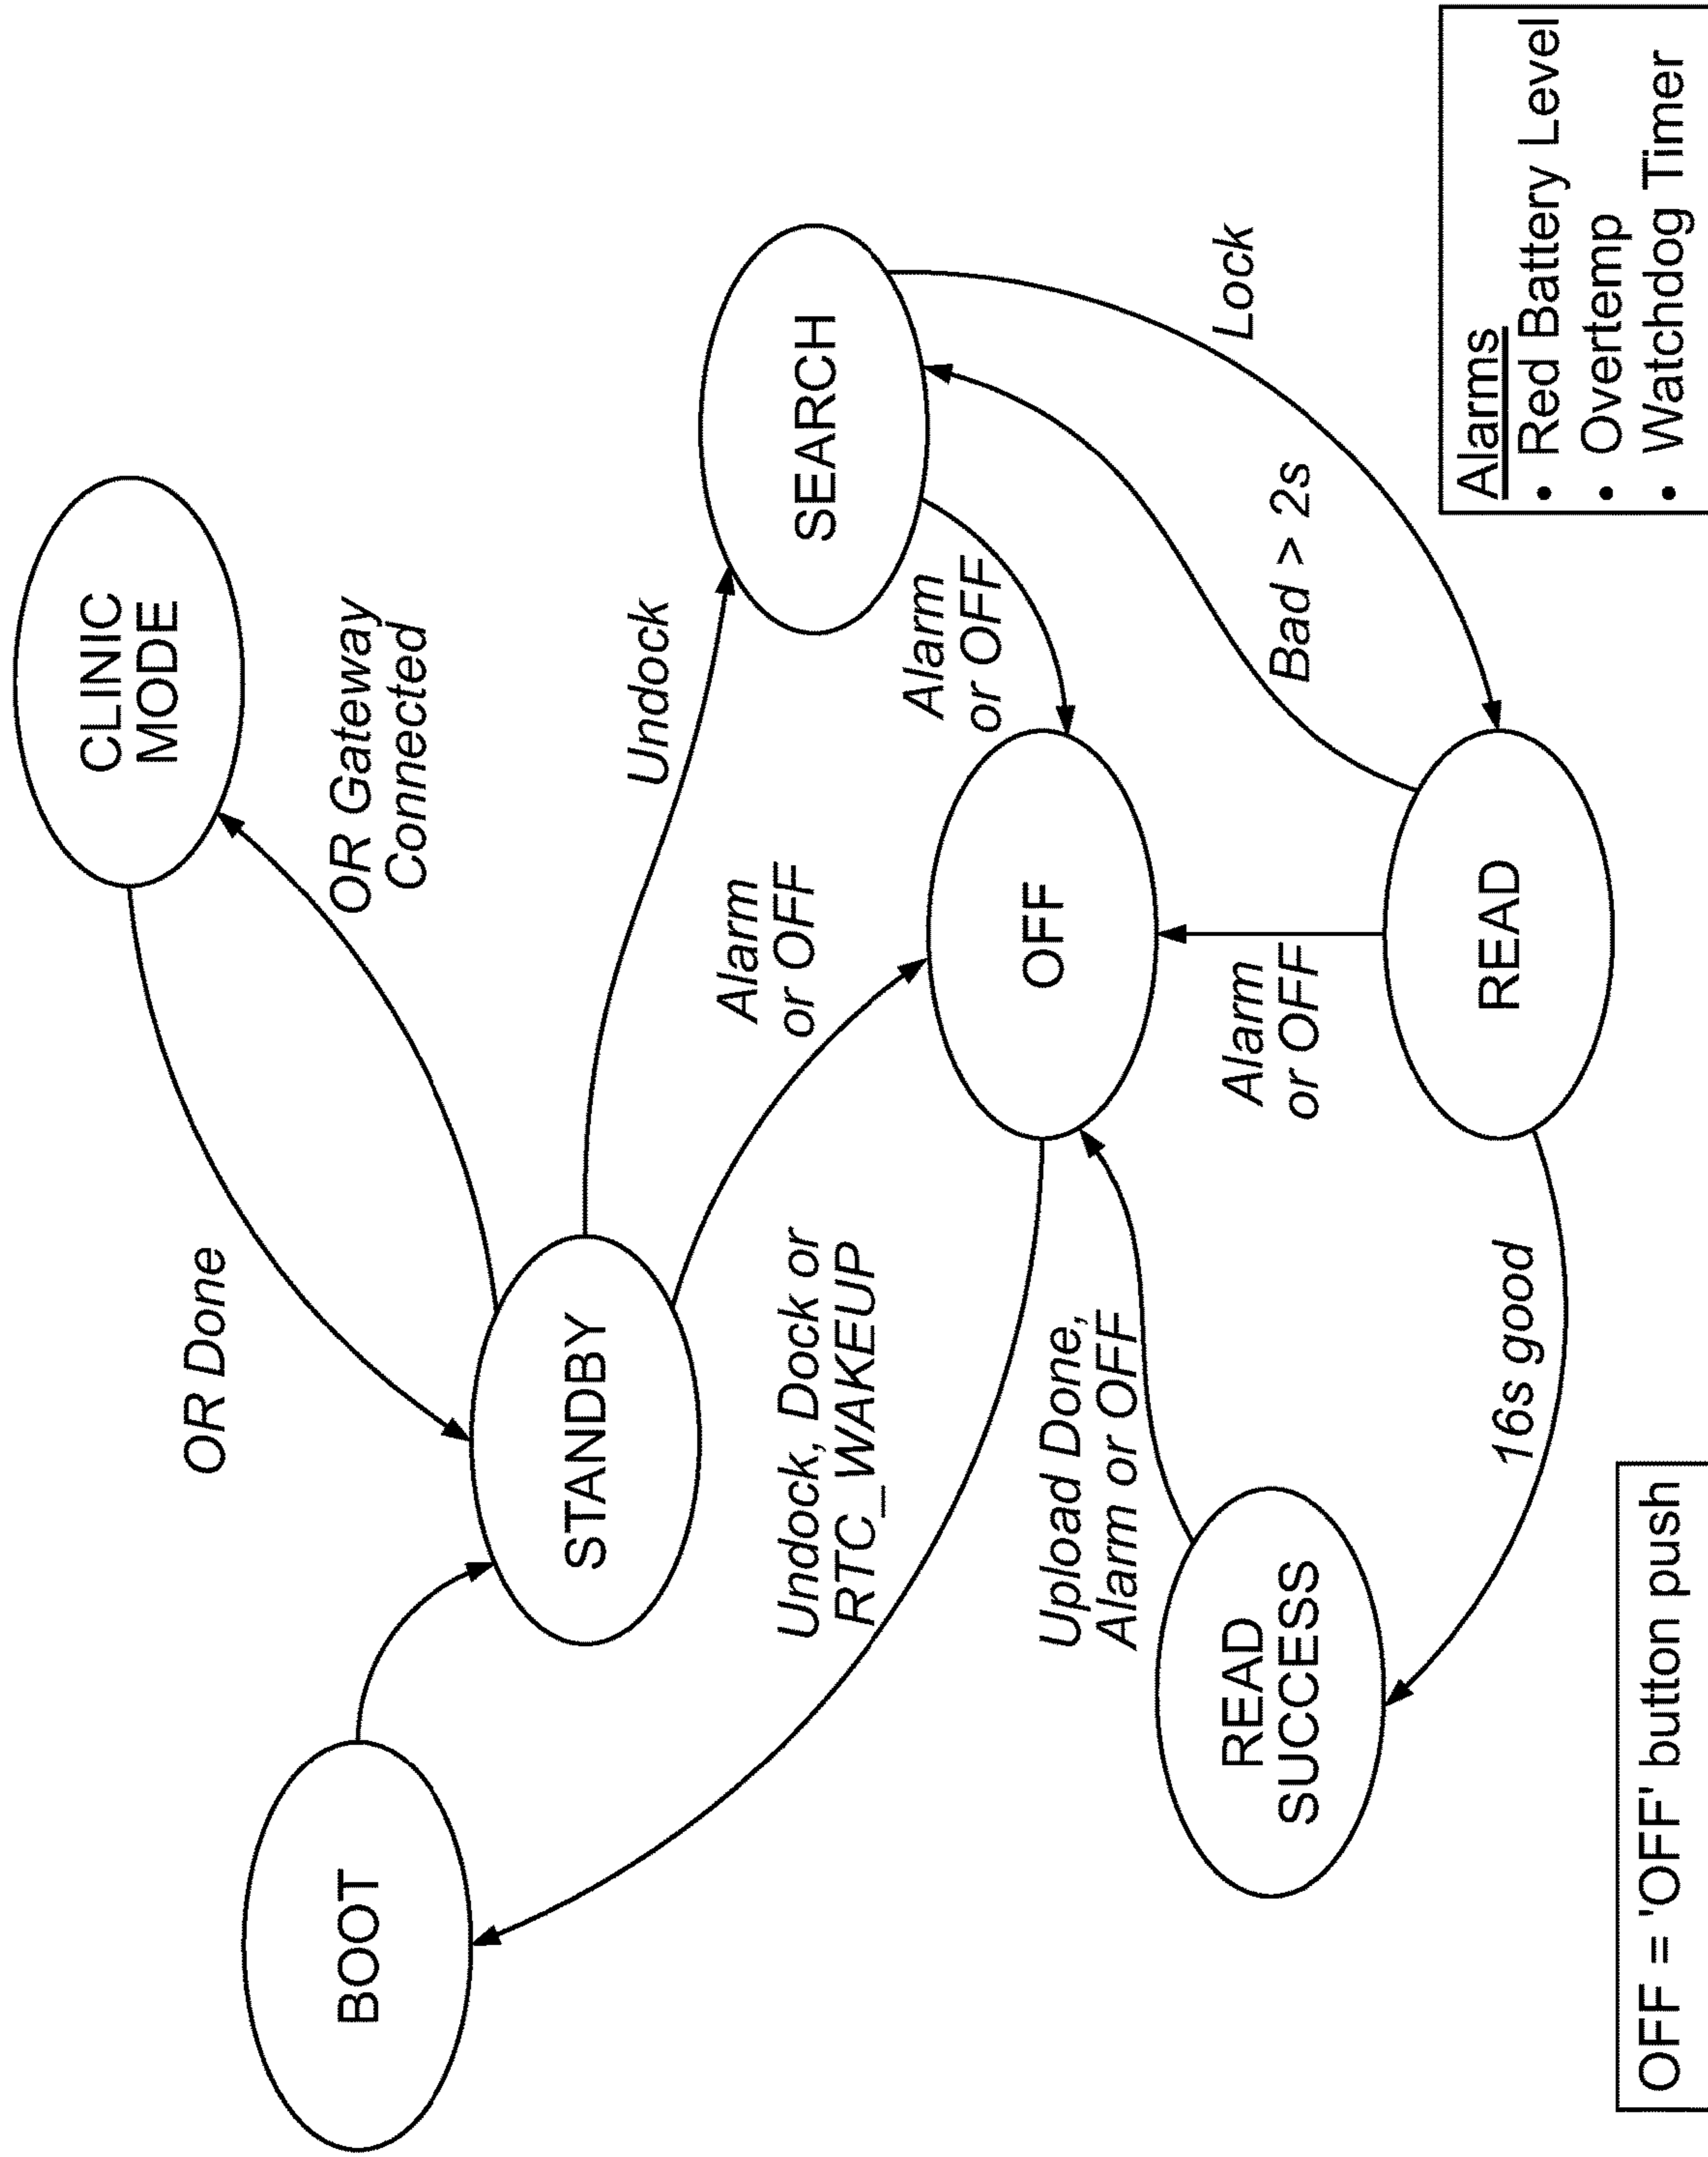 CLINIC
MODE
OR Done
OR Gateway
Connected
BOOT
STANDBY
Undock
SEARCH
Alarm
or OFF
Undock, Dock or
RTC_WAKEUP
Alarm
or OFF
OFF
Upload Done,
Alarm or OFF
Alarm
or OFF
Bad > 2s
Lock
READ
SUCCESS
READ
16s good
OFF = 'OFF' button push
Alarms
• Red Battery Level
• Overtemp
• Watchdog Timer